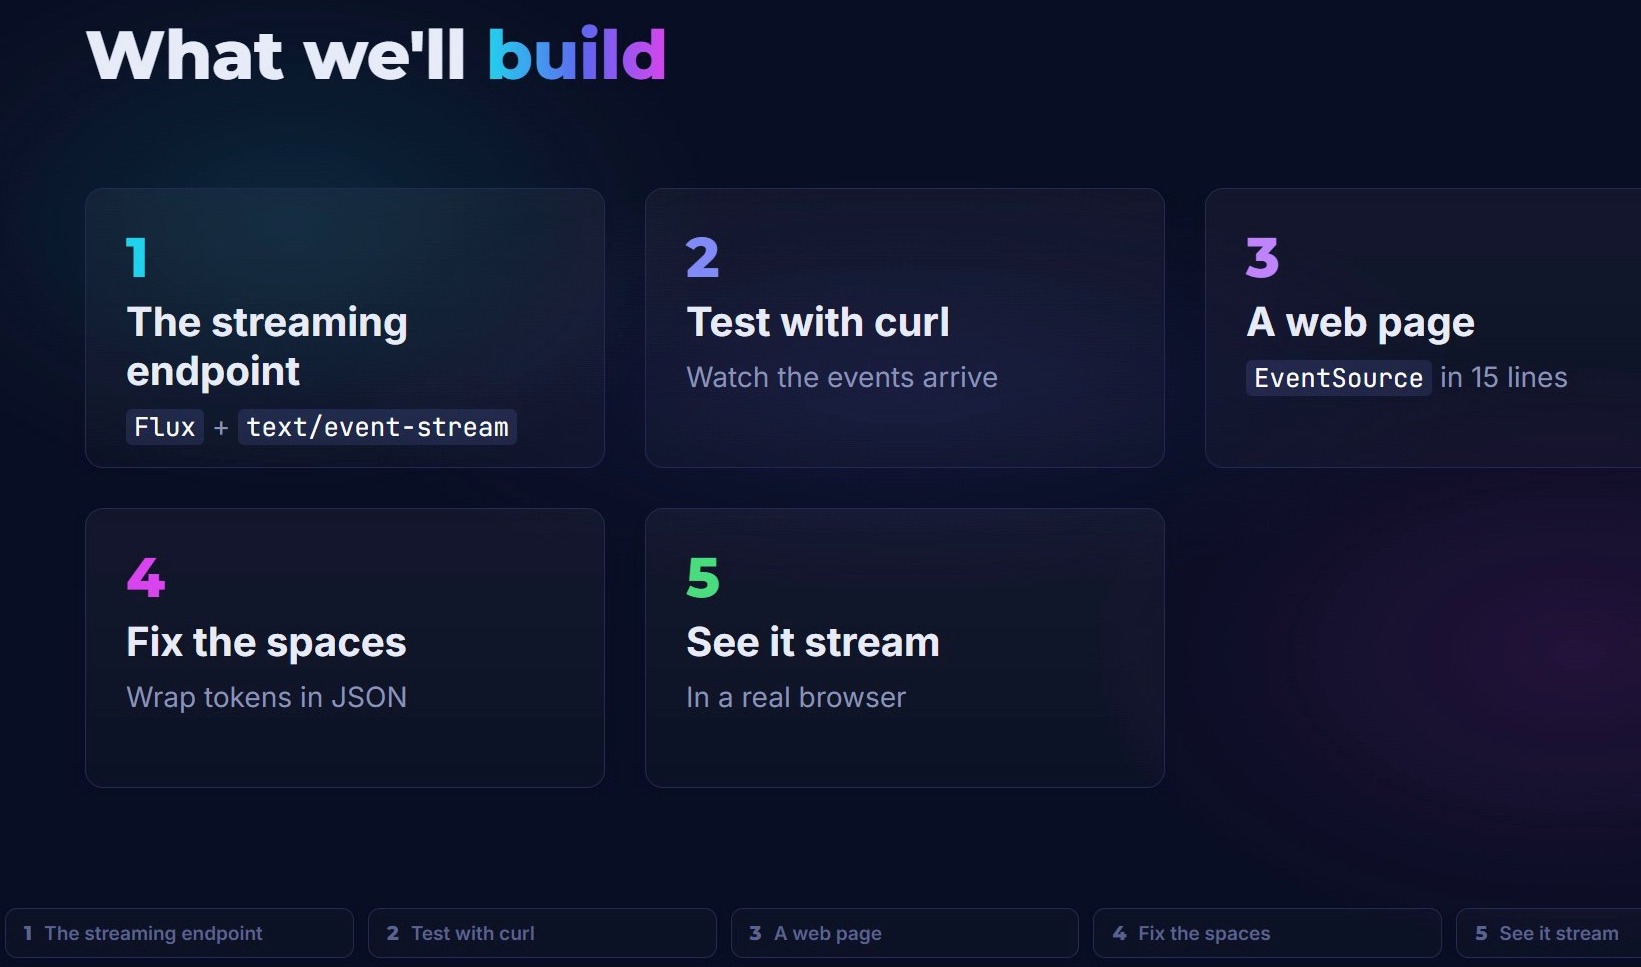 What we'll build
1
The streaming
endpoint
Flux + text/event-stream
2
Test with curl
Watch the events arrive
3
A web page
EventSource in 15 lines
4
Fix the spaces
Wrap tokens in JSON
5
See it stream
In a real browser
1 The streaming endpoint
2 Test with curl
3 A web page
4 Fix the spaces
5 See it stream